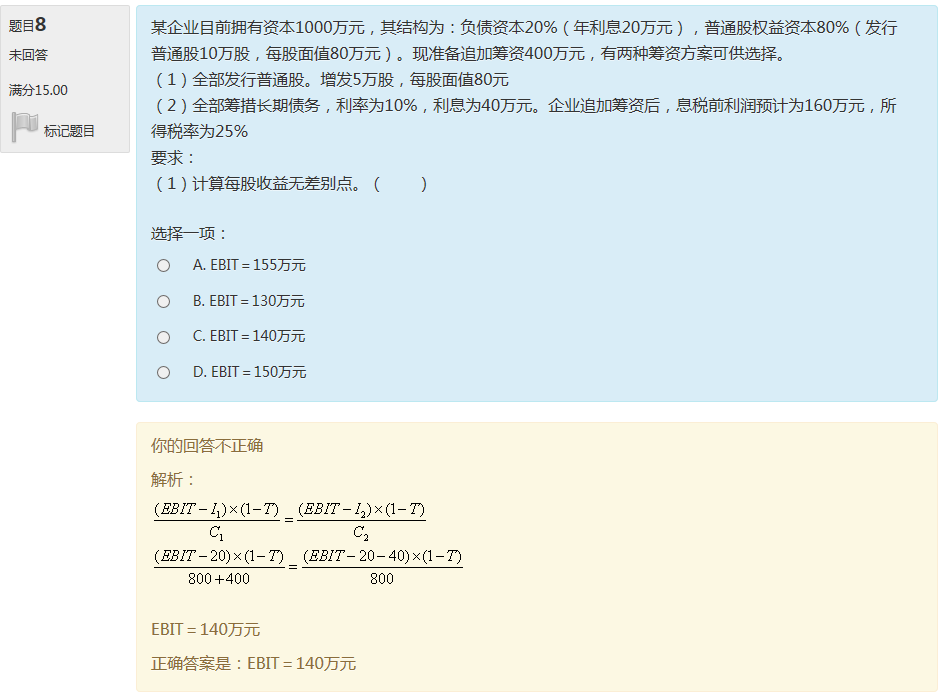 题目8
未回答
满分15.00
标记题目
某企业目前拥有资本1000万元，其结构为：负债资本20%（年利息20万元），普通股权益资本80%（发行
普通股10万股，每股面值80万元）。现准备追加筹资400万元，有两种筹资方案可供选择。
（1）全部发行普通股。增发5万股，每股面值80元
（2）全部筹措长期债务，利率为10%，利息为40万元。企业追加筹资后，息税前利润预计为160万元，所
得税率为25%
要求：
（1）计算每股收益无差别点。（　　）
选择一项：
A. EBIT = 155万元
B. EBIT = 130万元
C. EBIT = 140万元
D. EBIT = 150万元
你的回答不正确
解析：
(EBIT − I₁)×(1−T) / C₁ = (EBIT − I₂)×(1−T) / C₂
(EBIT − 20)×(1−T) / 800+400 = (EBIT − 20 − 40)×(1−T) / 800
EBIT = 140万元
正确答案是：EBIT = 140万元